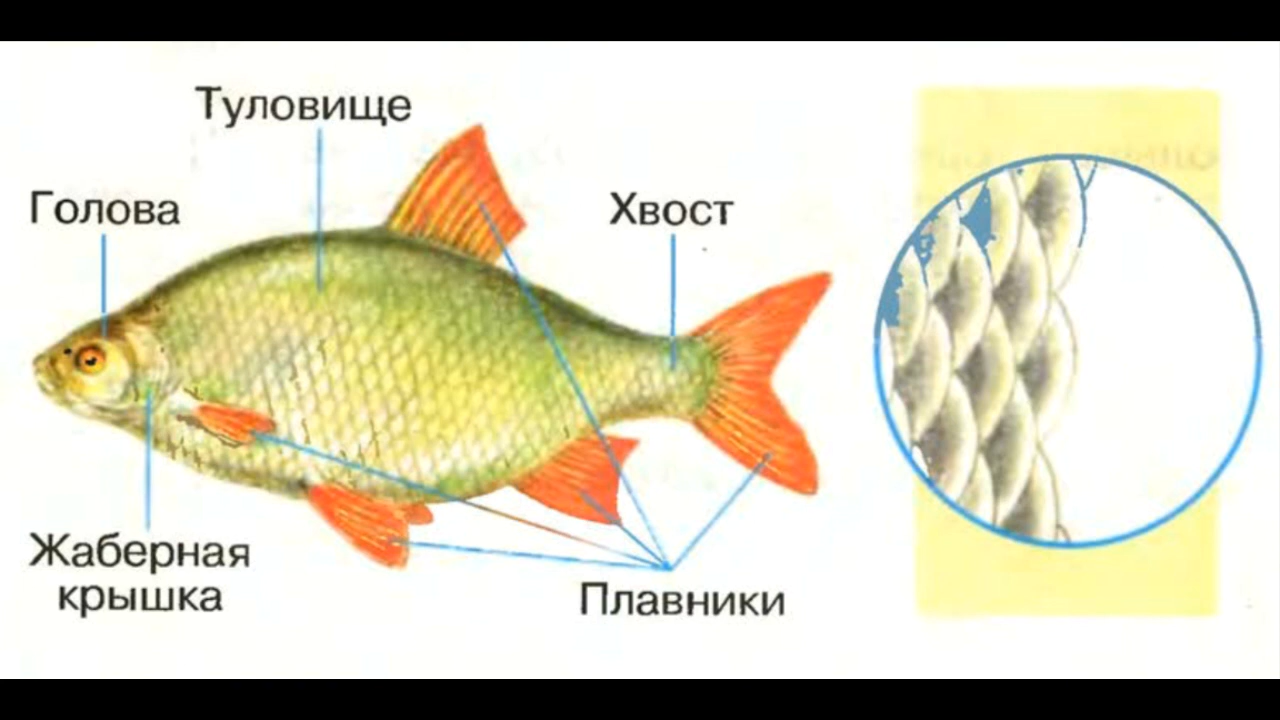 Туловище
Голова
Хвост
Жаберная
крышка
Плавники